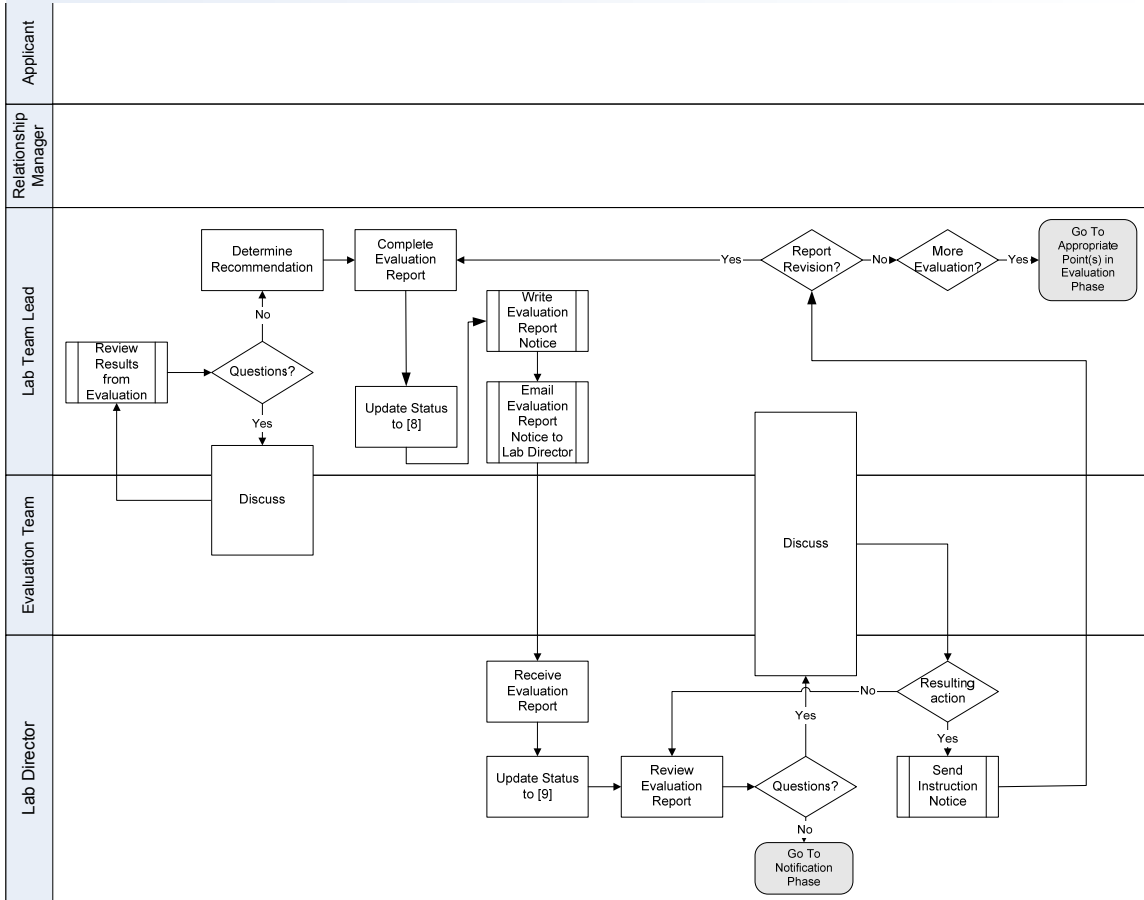 Applicant
Relationship
Manager
Lab Team Lead
Evaluation Team
Lab Director
Determine
Recommendation
Complete
Evaluation
Report
Yes
Report
Revision?
No
More
Evaluation?
Yes
Go To
Appropriate
Point(s) in
Evaluation
Phase
No
Write
Evaluation
Report
Notice
Review
Results
from
Evaluation
Questions?
Yes
Update Status
to [8]
Email
Evaluation
Report
Notice to
Lab Director
Discuss
Discuss
Receive
Evaluation
Report
Resulting
action
No
Yes
Yes
Update Status
to [9]
Review
Evaluation
Report
Questions?
Send
Instruction
Notice
No
Go To
Notification
Phase